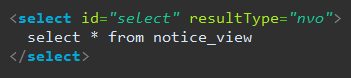 <select id="select" resultType="nvo">
select * from notice_view
</select>